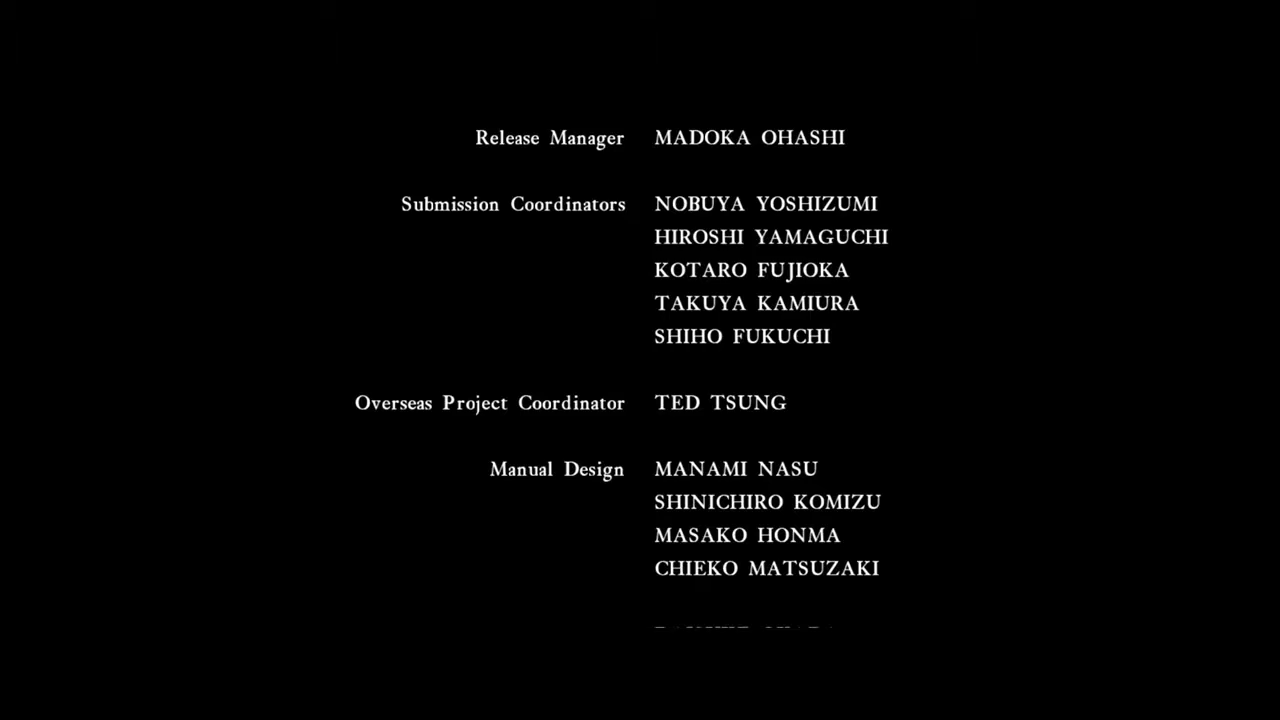 Release Manager MADOKA OHASHI
Submission Coordinators NOBUYA YOSHIZUMI
HIROSHI YAMAGUCHI
KOTARO FUJIOKA
TAKUYA KAMIURA
SHIHO FUKUCHI
Overseas Project Coordinator TED TSUNG
Manual Design MANAMI NASU
SHINICHIRO KOMIZU
MASAKO HONMA
CHIEKO MATSUZAKI